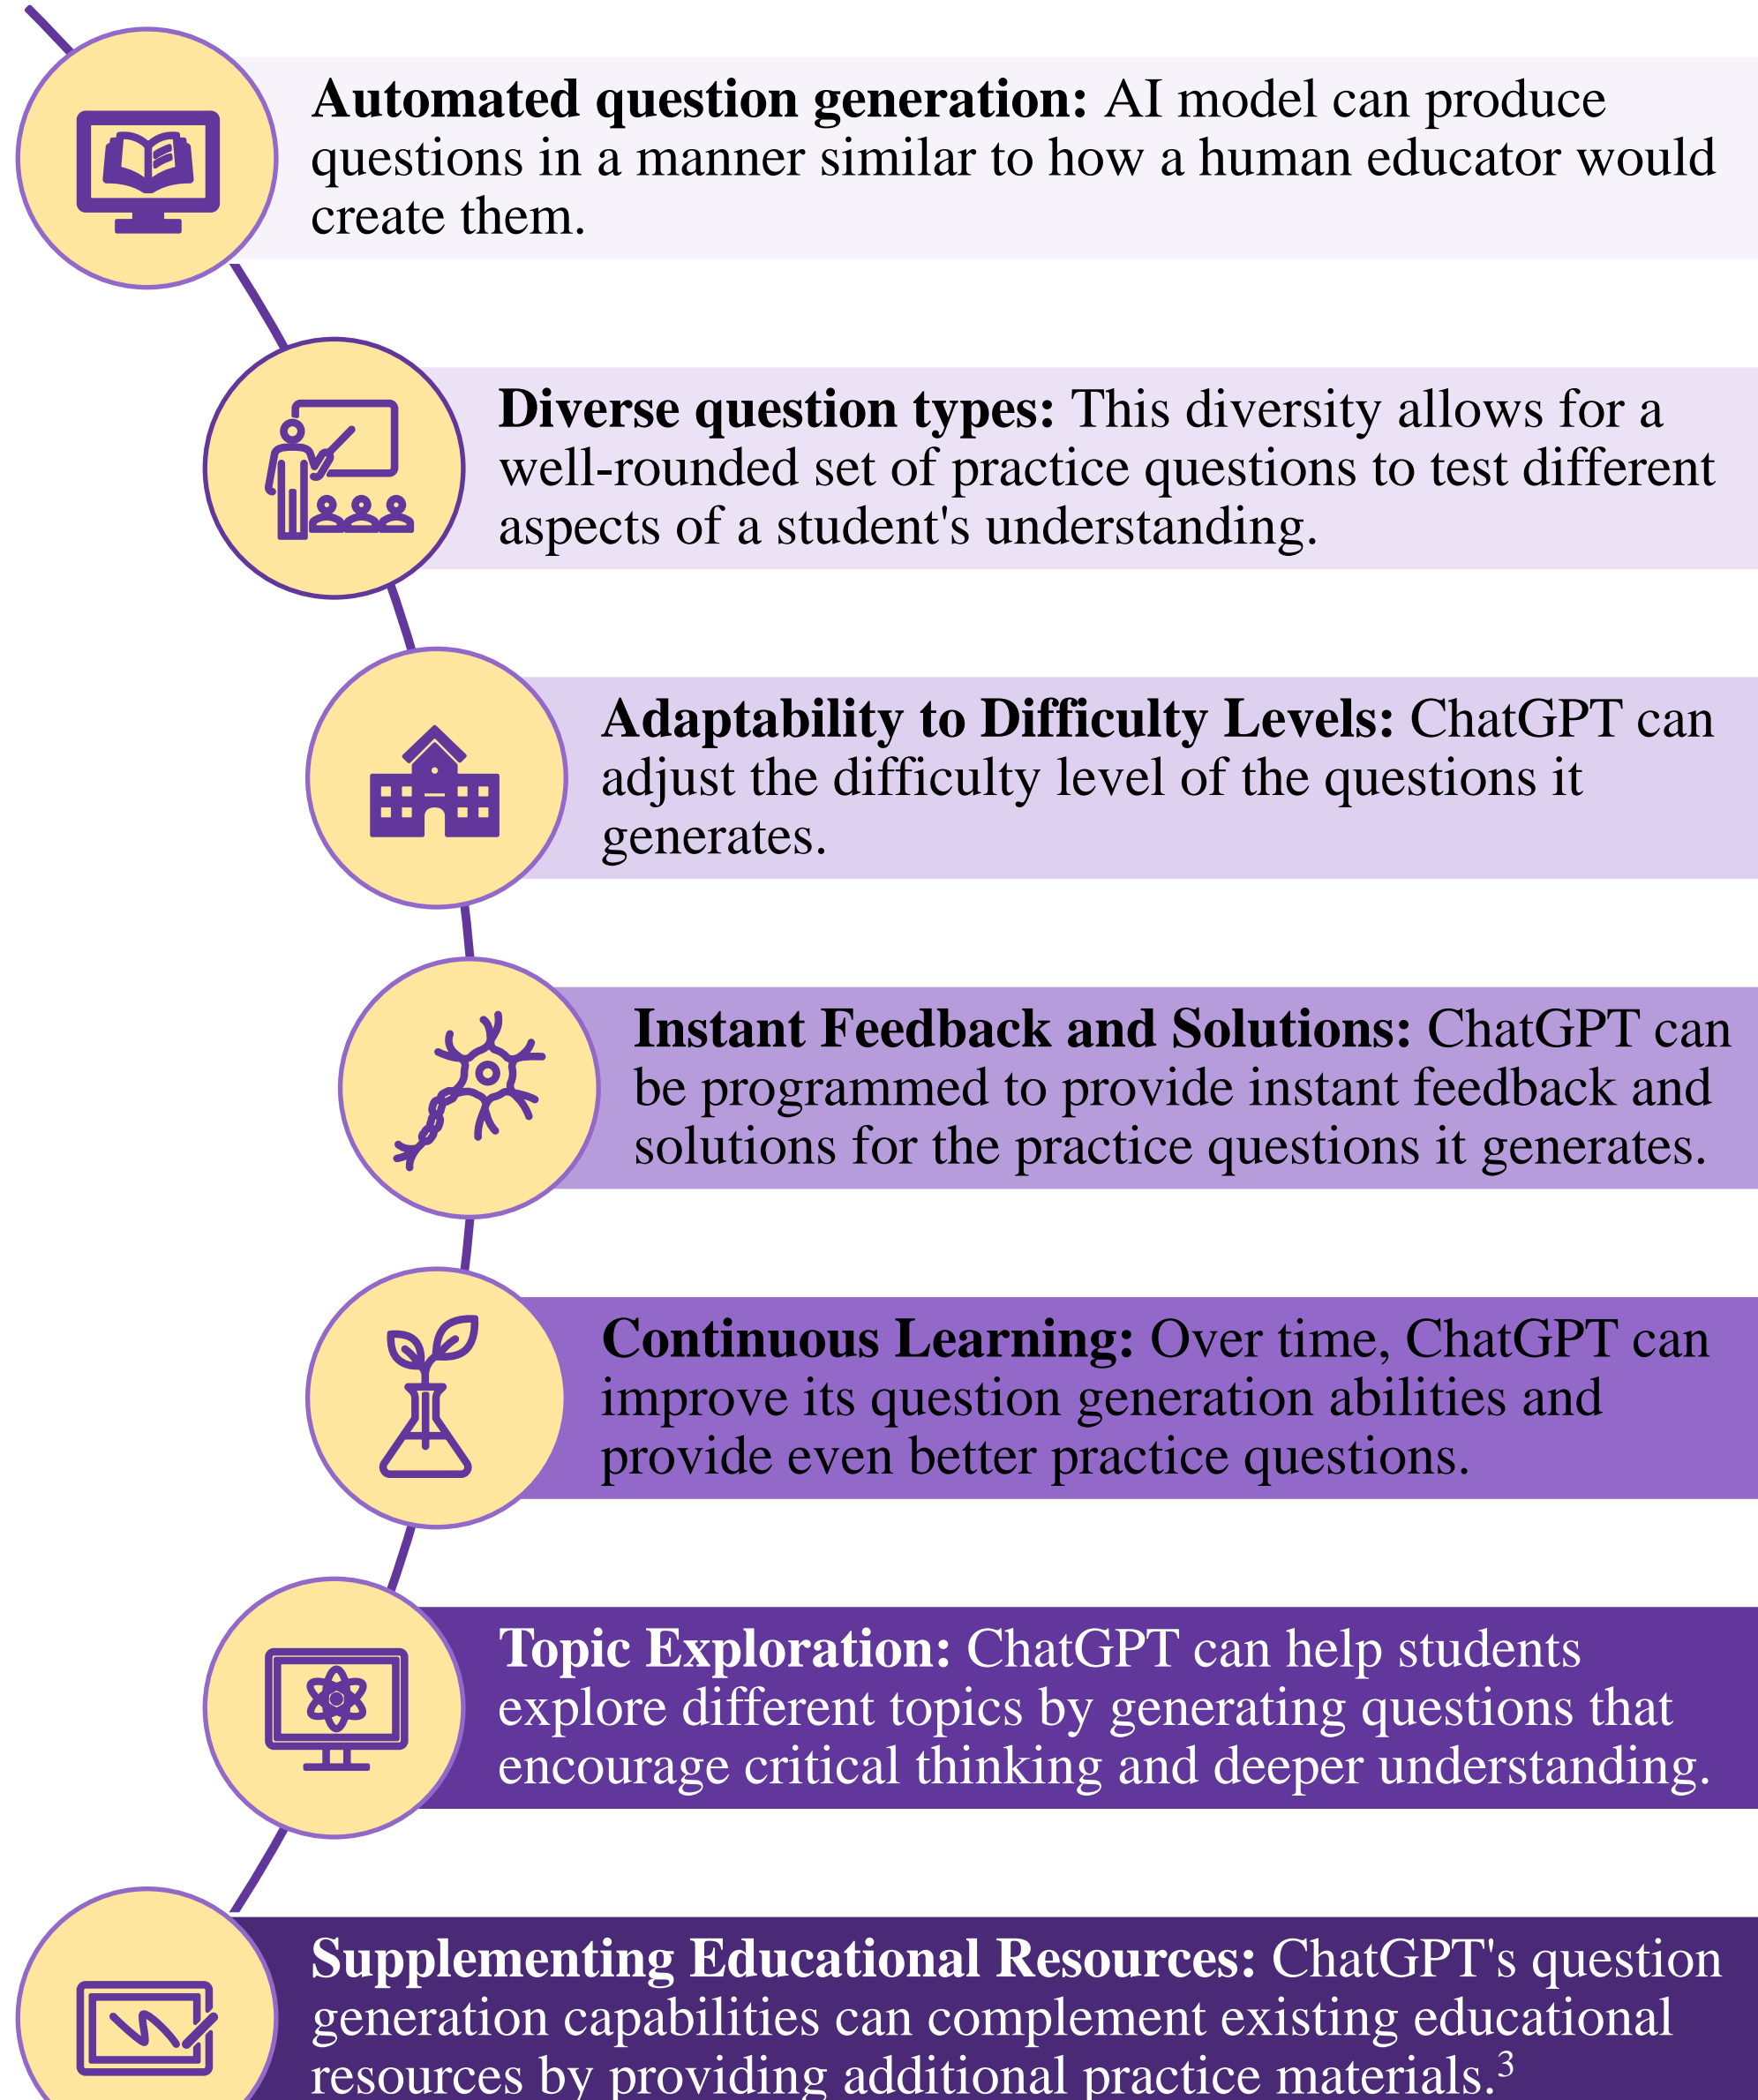 Automated question generation: AI model can produce
questions in a manner similar to how a human educator would
create them.
Diverse question types: This diversity allows for a
well-rounded set of practice questions to test different
aspects of a student's understanding.
Adaptability to Difficulty Levels: ChatGPT can
adjust the difficulty level of the questions it
generates.
Instant Feedback and Solutions: ChatGPT can
be programmed to provide instant feedback and
solutions for the practice questions it generates.
Continuous Learning: Over time, ChatGPT can
improve its question generation abilities and
provide even better practice questions.
Topic Exploration: ChatGPT can help students
explore different topics by generating questions that
encourage critical thinking and deeper understanding.
Supplementing Educational Resources: ChatGPT's question
generation capabilities can complement existing educational
resources by providing additional practice materials.³